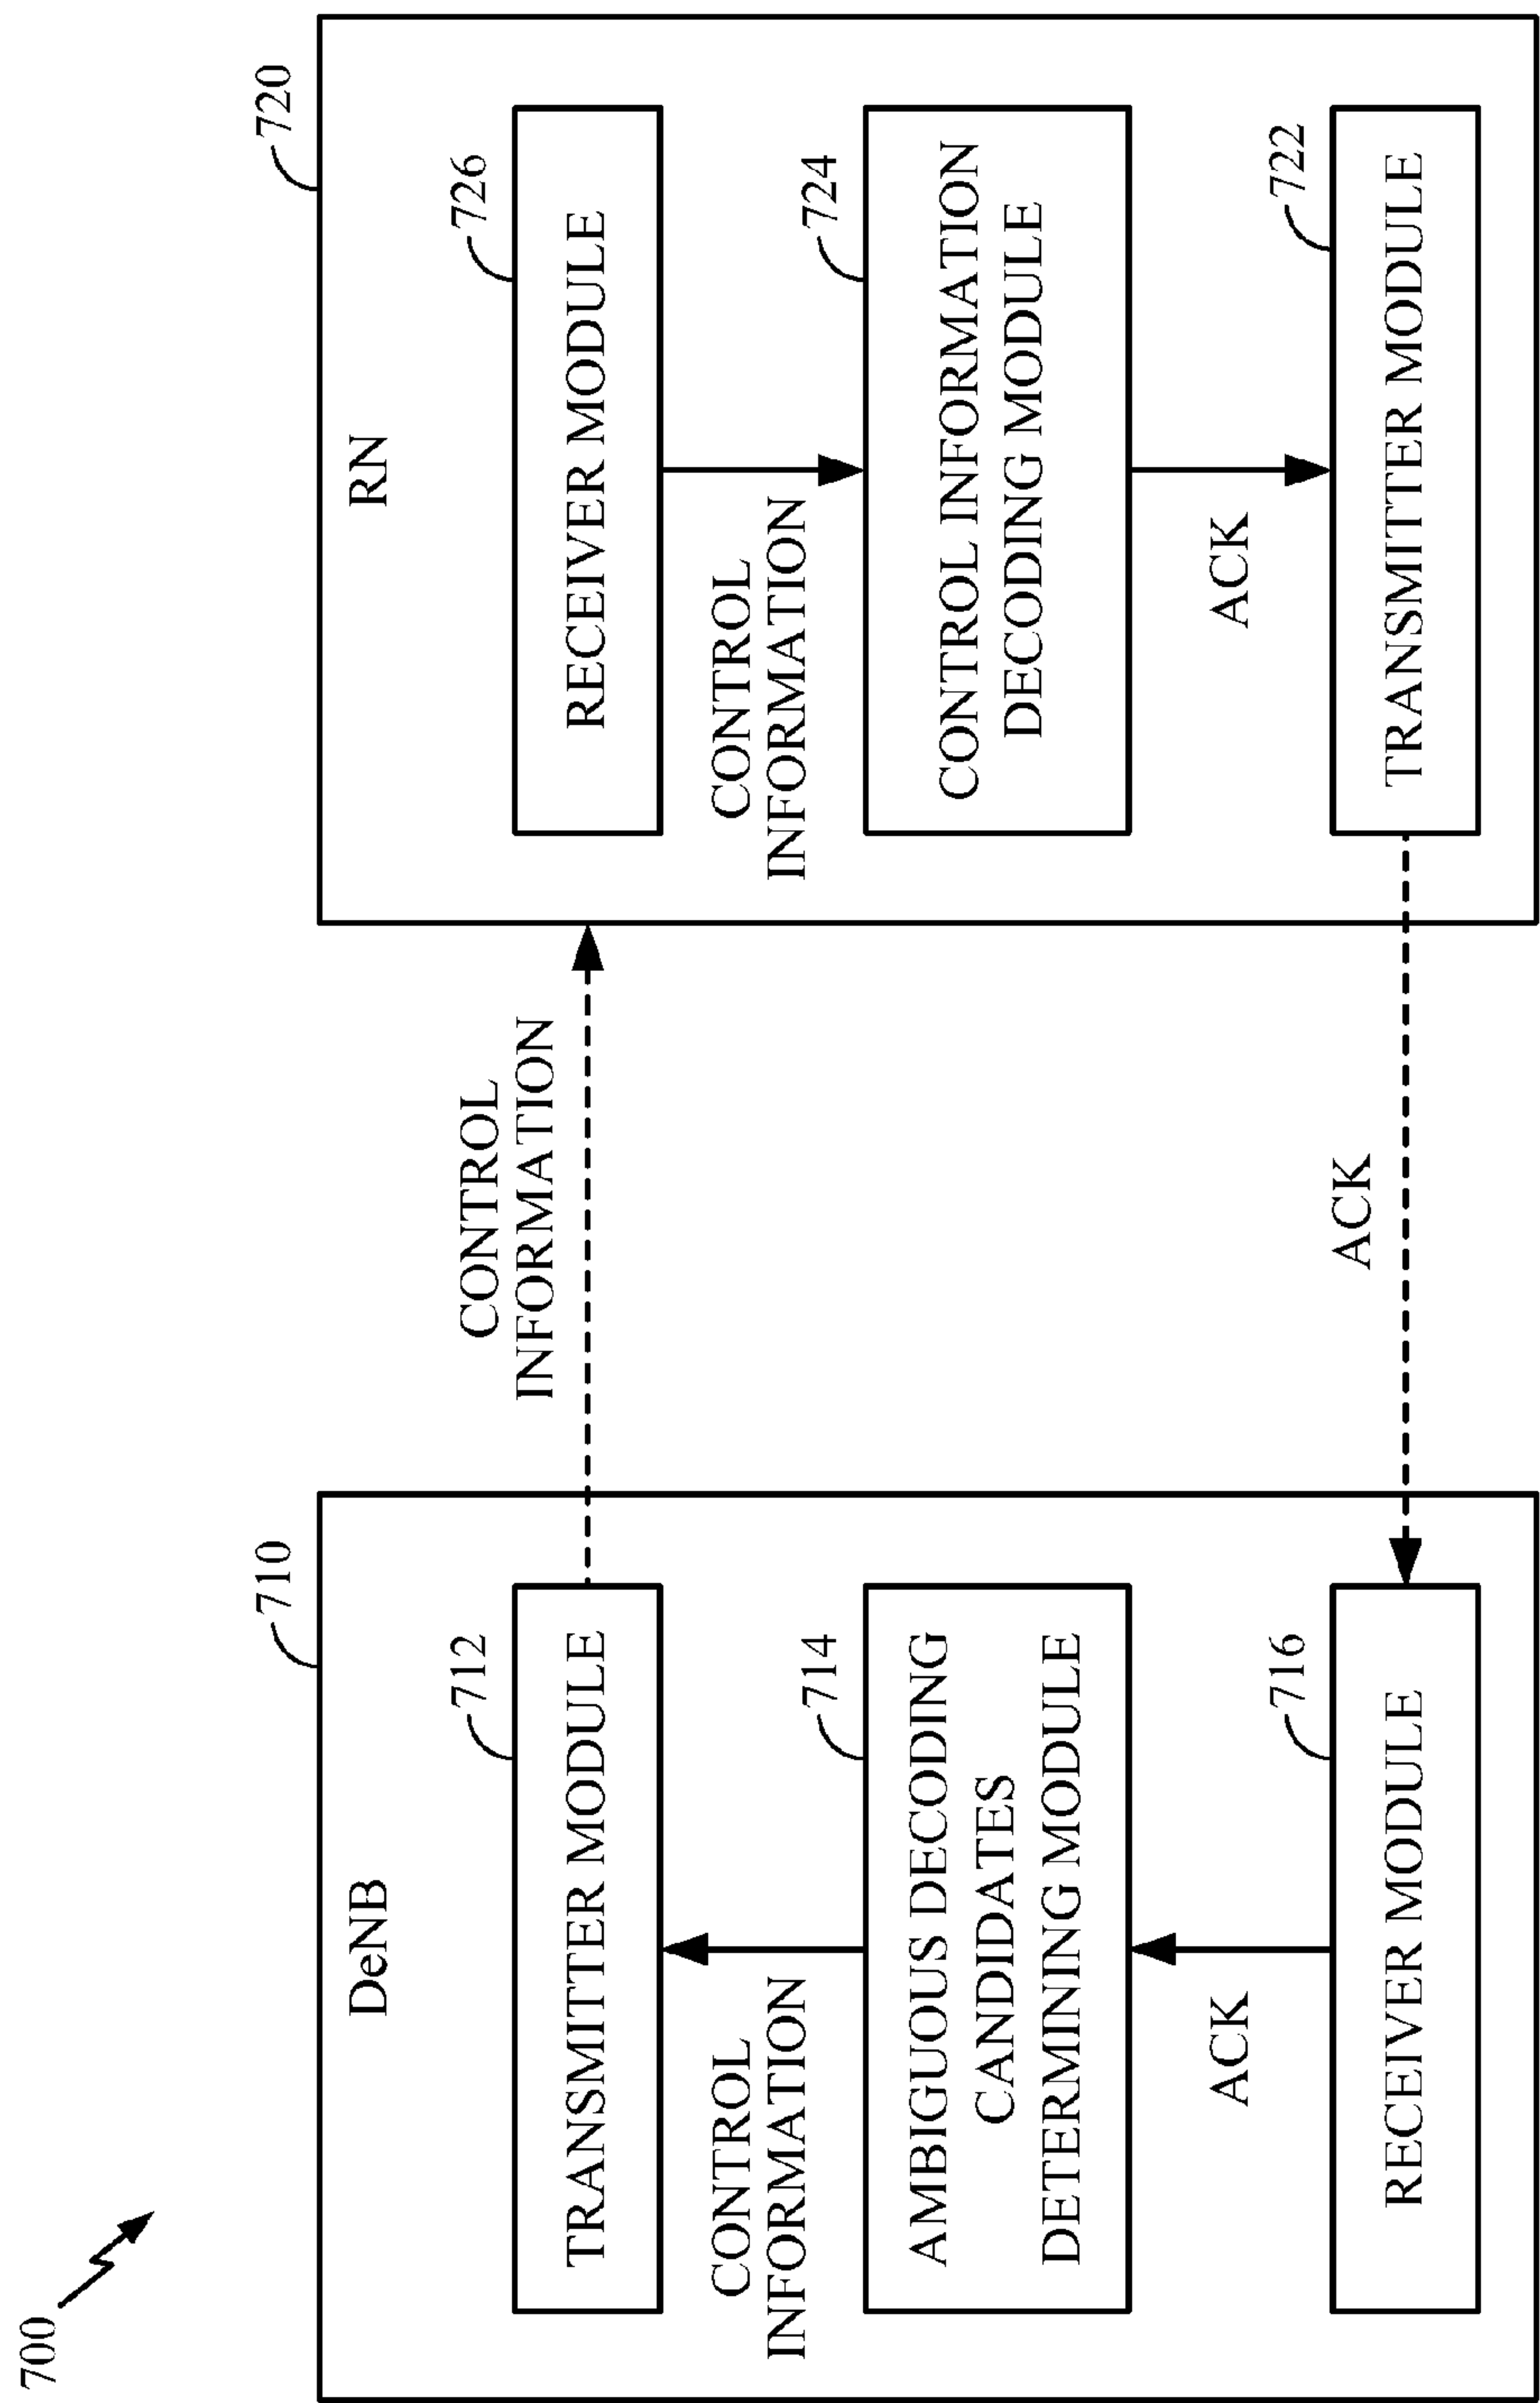 700
710
DeNB
712
TRANSMITTER MODULE
CONTROL
INFORMATION
714
AMBIGUOUS DECODING
CANDIDATES
DETERMINING MODULE
ACK
716
RECEIVER MODULE
CONTROL
INFORMATION
ACK
720
RN
726
RECEIVER MODULE
CONTROL
INFORMATION
724
CONTROL INFORMATION
DECODING MODULE
ACK
722
TRANSMITTER MODULE